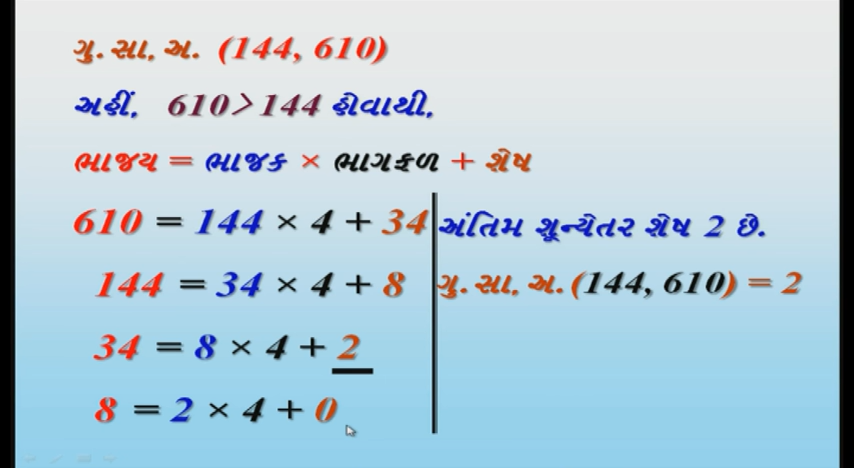 ગુ. સા. અ. (144, 610)
અહીં, 610 > 144 હોવાથી,
ભાજ્ય = ભાજક × ભાગફળ + શેષ
610 = 144 × 4 + 34
144 = 34 × 4 + 8
34 = 8 × 4 + 2
8 = 2 × 4 + 0
અંતિમ શૂન્યેતર શેષ 2 છે.
ગુ. સા. અ. (144, 610) = 2